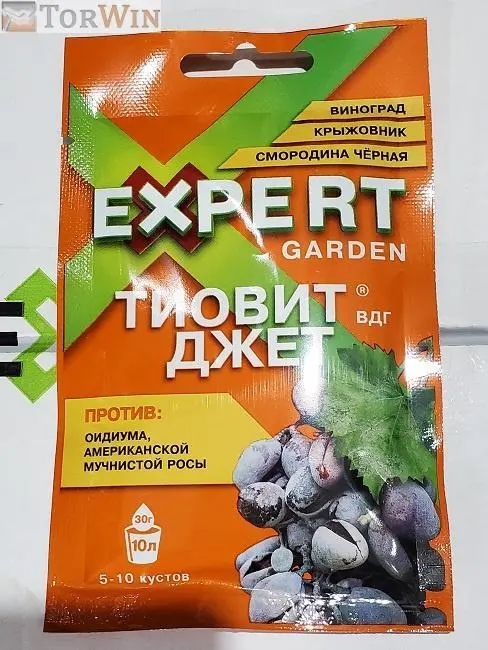 TorWin
ВИНОГРАД
КРЫЖОВНИК
СМОРОДИНА ЧЁРНАЯ
EXPERT
GARDEN
ТИОВИТ ®
ДЖЕТ ВДГ
ПРОТИВ:
ОИДИУМА,
АМЕРИКАНСКОЙ
МУЧНИСТОЙ РОСЫ
30г
10л
5-10 кустов